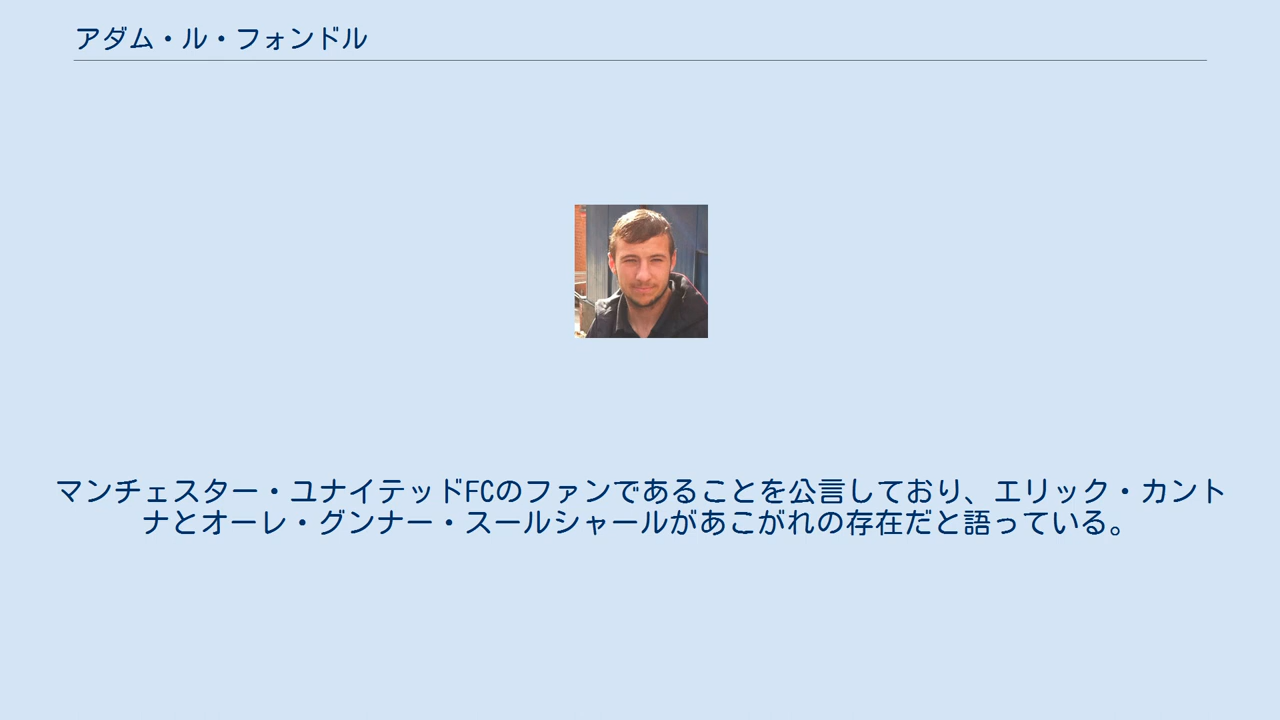 アダム・ル・フォンドル
マンチェスター・ユナイテッドFCのファンであることを公言しており、エリック・カント
ナとオーレ・グンナー・スールシャールがあこがれの存在だと語っている。